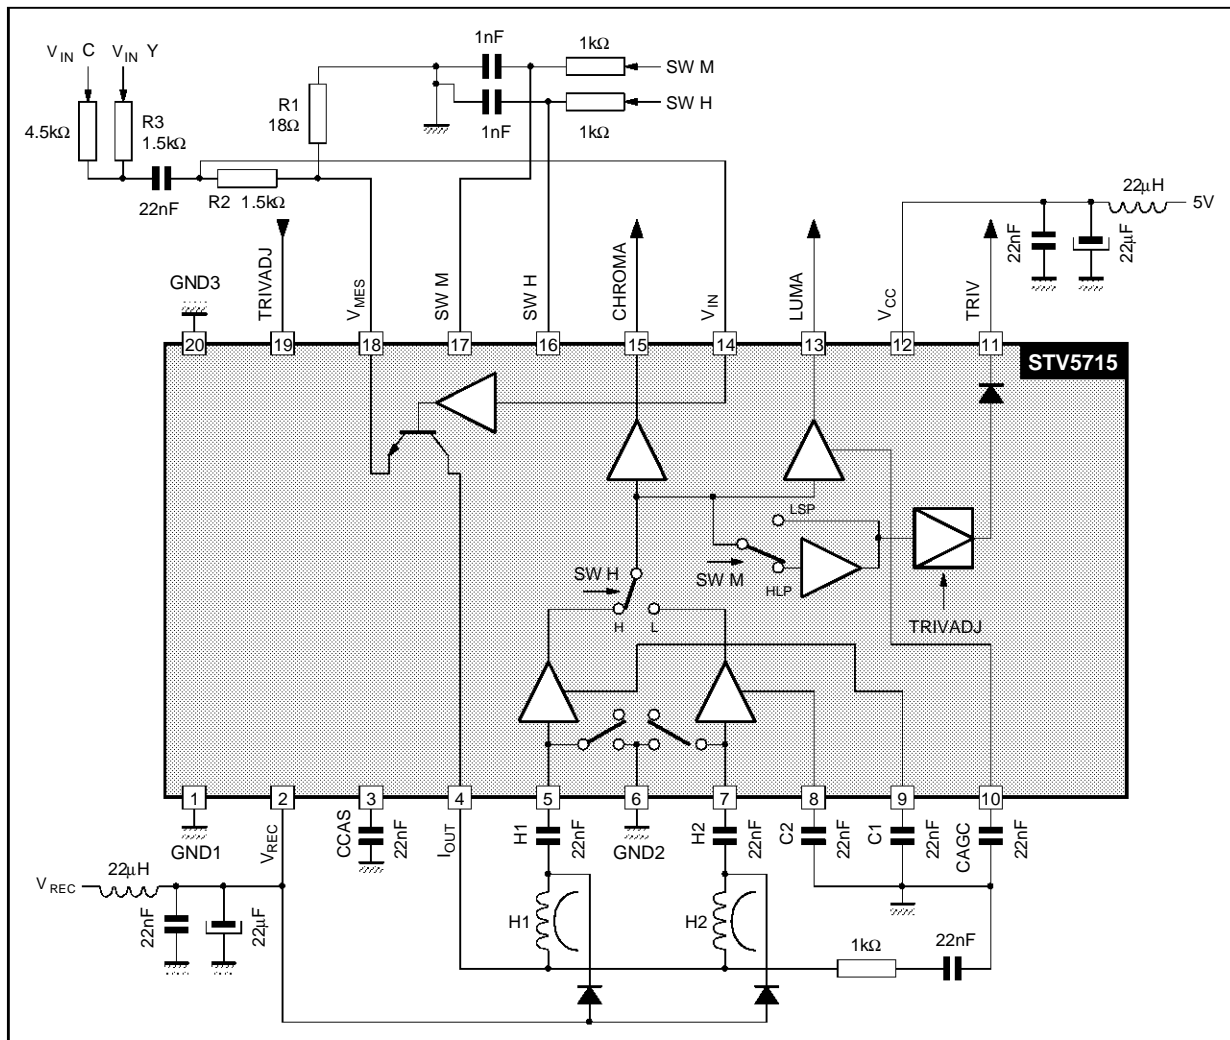 V IN C
V IN Y
4.5kΩ
R3
1.5kΩ
22nF
R2 1.5kΩ
R1
18Ω
1nF
1kΩ
SW M
SW H
1nF
1kΩ
22µH
5V
22nF
22µF
GND3
TRIVADJ
V MES
SW M
SW H
CHROMA
V IN
LUMA
V CC
TRIV
20
19
18
17
16
15
14
13
12
11
STV5715
LSP
SW M
HLP
SW H
H
L
TRIVADJ
1
2
3
4
5
6
7
8
9
10
GND1
V REC
CCAS
22nF
I OUT
H1
22nF
GND2
H2
22nF
C2
22nF
C1
22nF
CAGC
22nF
V REC
22µH
22nF
22µF
H1
H2
1kΩ
22nF